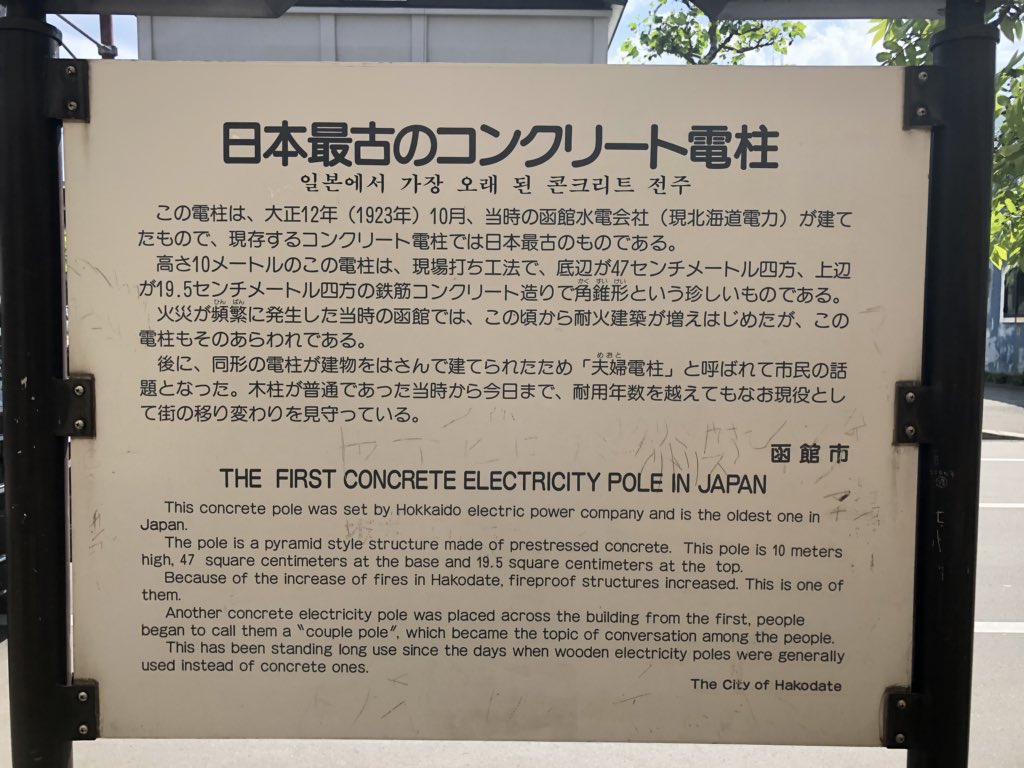 日本最古のコンクリート電柱
일본에서 가장 오래 된 콘크리트 전주
この電柱は、大正12年（1923年）10月、当時の函館水電会社（現北海道電力）が建て
たもので、現存するコンクリート電柱では日本最古のものである。
高さ10メートルのこの電柱は、現場打ち工法で、底辺が47センチメートル四方、上辺
が19.5センチメートル四方の鉄筋コンクリート造りで角錐形という珍しいものである。
火災が頻繁に発生した当時の函館では、この頃から耐火建築が増えはじめたが、この
電柱もそのあらわれである。
後に、同形の電柱が建物をはさんで建てられたため「夫婦電柱」と呼ばれて市民の話
題となった。木柱が普通であった当時から今日まで、耐用年数を越えてもなお現役とし
て街の移り変わりを見守っている。
函館市
THE FIRST CONCRETE ELECTRICITY POLE IN JAPAN
This concrete pole was set by Hokkaido electric power company and is the oldest one in
Japan.
The pole is a pyramid style structure made of prestressed concrete. This pole is 10 meters
high, 47 square centimeters at the base and 19.5 square centimeters at the top.
Because of the increase of fires in Hakodate, fireproof structures increased. This is one of
them.
Another concrete electricity pole was placed across the building from the first, people
began to call them a "couple pole", which became the topic of conversation among the people.
This has been standing long use since the days when wooden electricity poles were generally
used instead of concrete ones.
The City of Hakodate